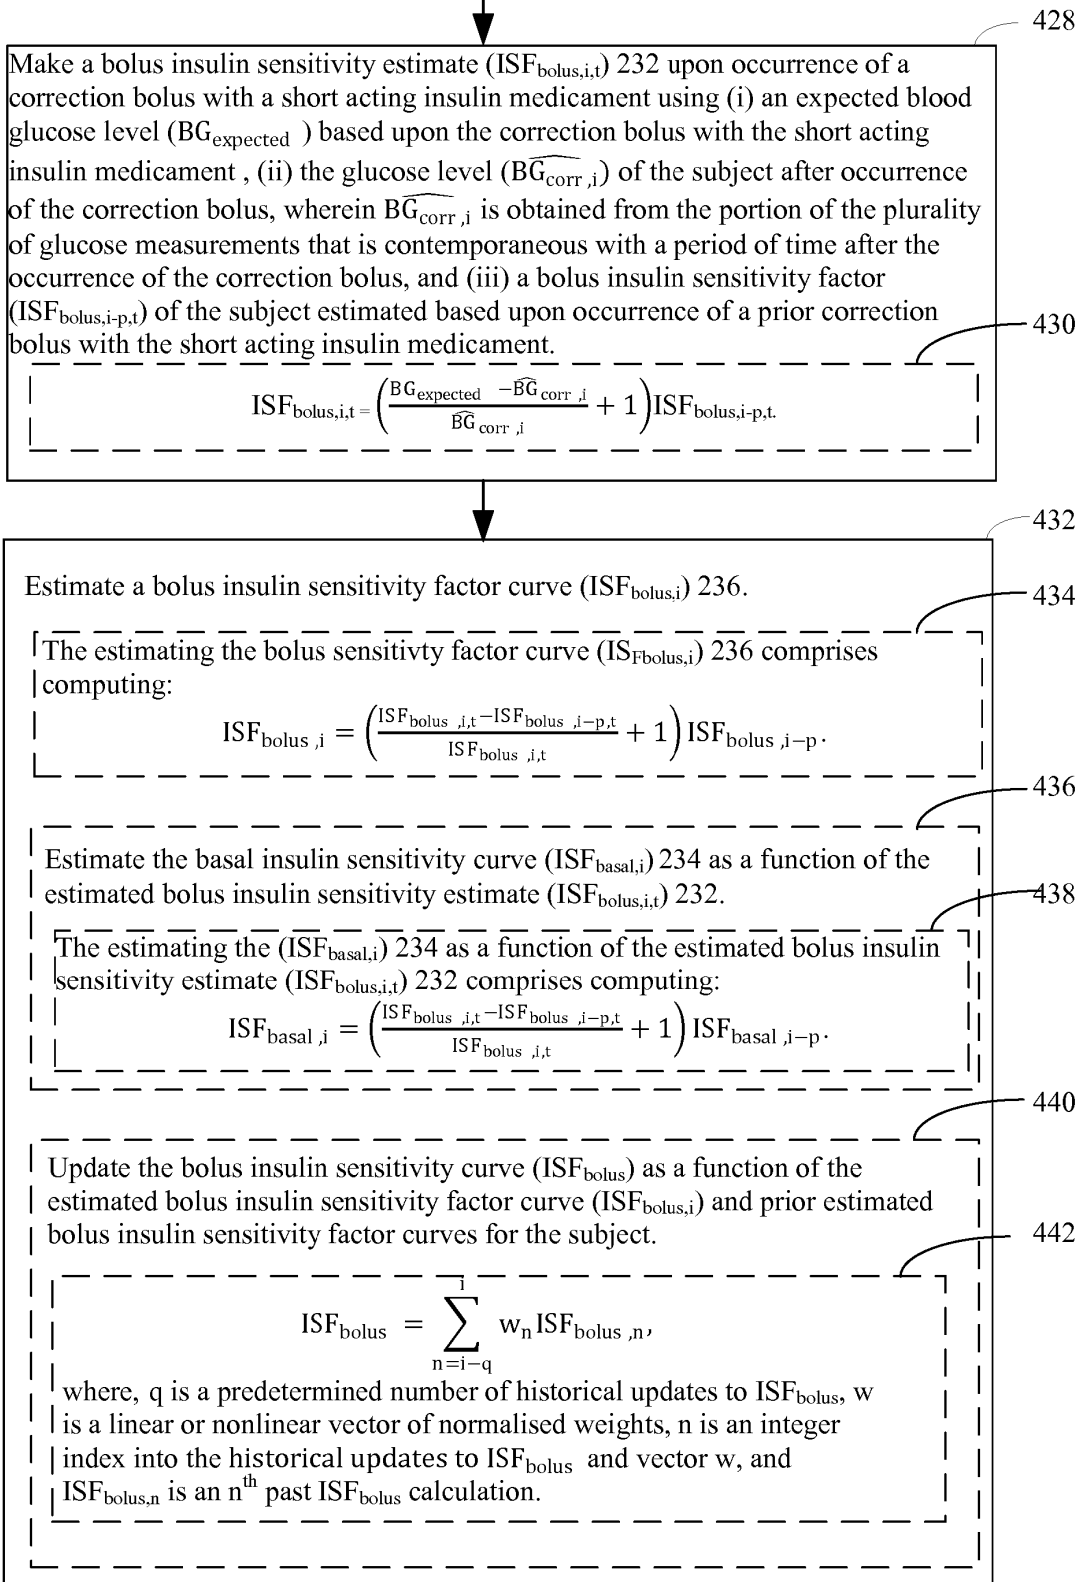 428
Make a bolus insulin sensitivity estimate (ISFbolus,i,t) 232 upon occurrence of a
correction bolus with a short acting insulin medicament using (i) an expected blood
glucose level (BGexpected ) based upon the correction bolus with the short acting
insulin medicament , (ii) the glucose level (BG͡corr ,i) of the subject after occurrence
of the correction bolus, wherein BG͡corr ,i is obtained from the portion of the plurality
of glucose measurements that is contemporaneous with a period of time after the
occurrence of the correction bolus, and (iii) a bolus insulin sensitivity factor
(ISFbolus,i-p,t) of the subject estimated based upon occurrence of a prior correction
bolus with the short acting insulin medicament.
430
ISFbolus,i,t = ((BGexpected −B͡Gcorr ,i)/(B͡Gcorr ,i) + 1)ISFbolus,i-p,t.
432
Estimate a bolus insulin sensitivity factor curve (ISFbolus,i) 236.
434
The estimating the bolus sensitivty factor curve (ISFbolus,i) 236 comprises
computing:
ISFbolus ,i = ((ISFbolus ,i,t−ISFbolus ,i−p,t)/(ISFbolus ,i,t) + 1) ISFbolus ,i−p.
436
Estimate the basal insulin sensitivity curve (ISFbasal,i) 234 as a function of the
estimated bolus insulin sensitivity estimate (ISFbolus,i,t) 232.
438
The estimating the (ISFbasal,i) 234 as a function of the estimated bolus insulin
sensitivity estimate (ISFbolus,i,t) 232 comprises computing:
ISFbasal ,i = ((ISFbolus ,i,t−ISFbolus ,i−p,t)/(ISFbolus ,i,t) + 1) ISFbasal ,i−p.
440
Update the bolus insulin sensitivity curve (ISFbolus) as a function of the
estimated bolus insulin sensitivity factor curve (ISFbolus,i) and prior estimated
bolus insulin sensitivity factor curves for the subject.
442
ISFbolus = ∑ n=i−q i wnISFbolus ,n,
where, q is a predetermined number of historical updates to ISFbolus, w
is a linear or nonlinear vector of normalised weights, n is an integer
index into the historical updates to ISFbolus and vector w, and
ISFbolus,n is an nth past ISFbolus calculation.